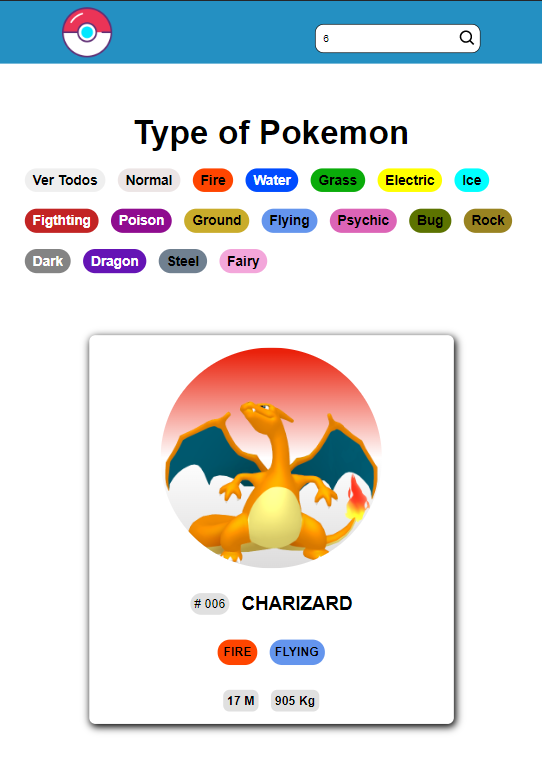 6
Type of Pokemon
Ver Todos Normal Fire Water Grass Electric Ice
Figthting Poison Ground Flying Psychic Bug Rock
Dark Dragon Steel Fairy
# 006 CHARIZARD
FIRE FLYING
17 M 905 Kg